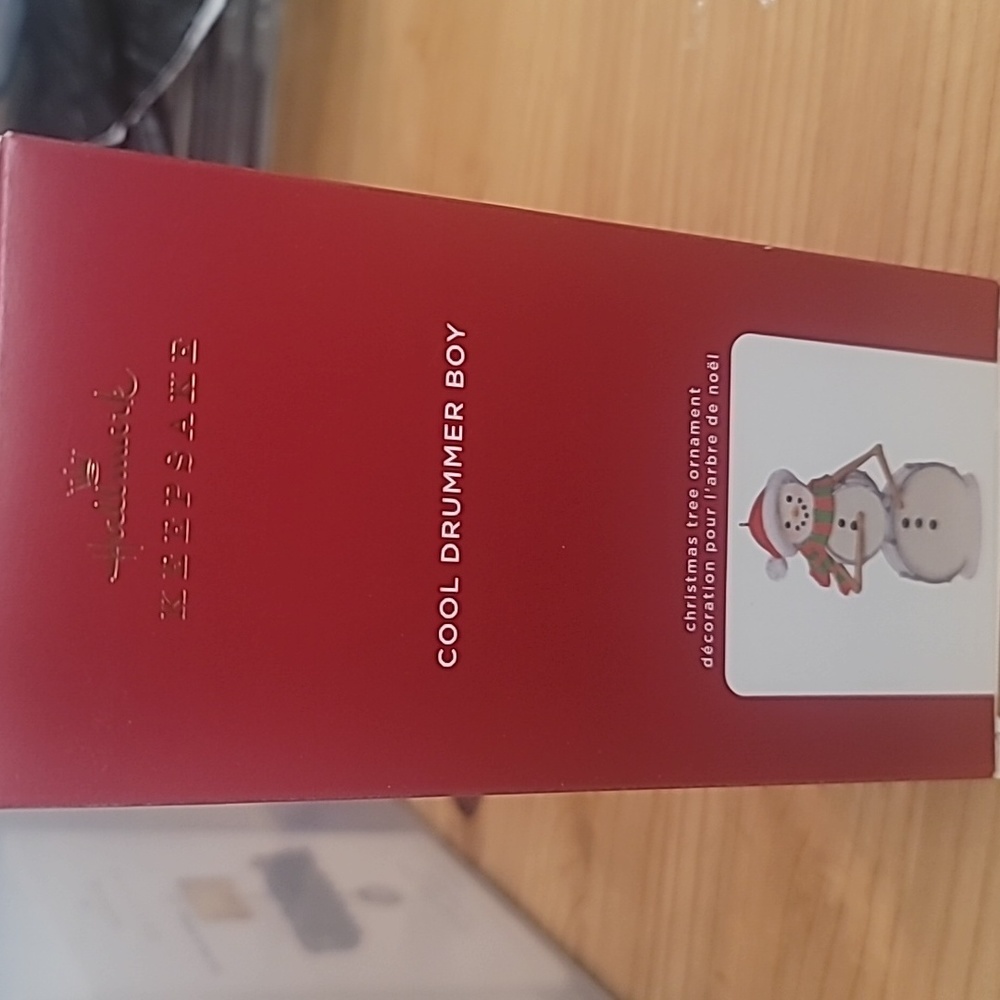 Hallmark
KEEPSAKE
COOL DRUMMER BOY
christmas tree ornament
décoration pour l'arbre de noël